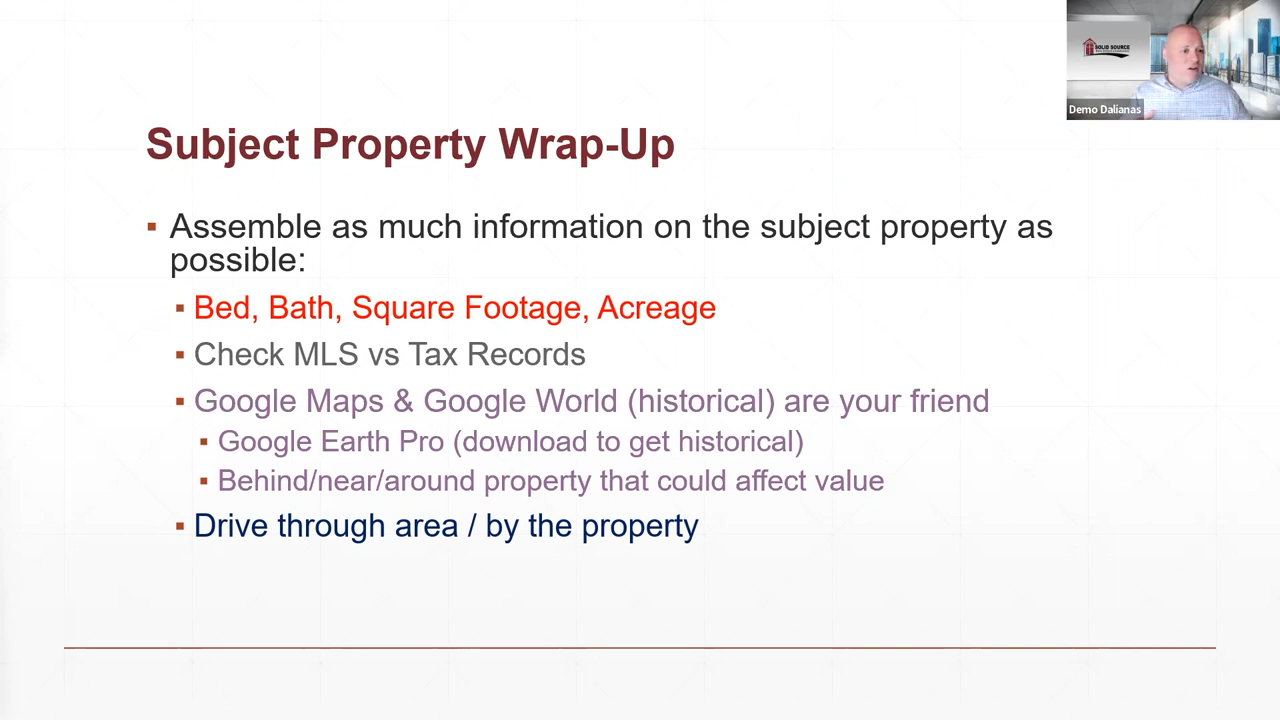 SOLID SOURCE
Demo Dalianas
Subject Property Wrap-Up
Assemble as much information on the subject property as
possible:
Bed, Bath, Square Footage, Acreage
Check MLS vs Tax Records
Google Maps & Google World (historical) are your friend
Google Earth Pro (download to get historical)
Behind/near/around property that could affect value
Drive through area / by the property